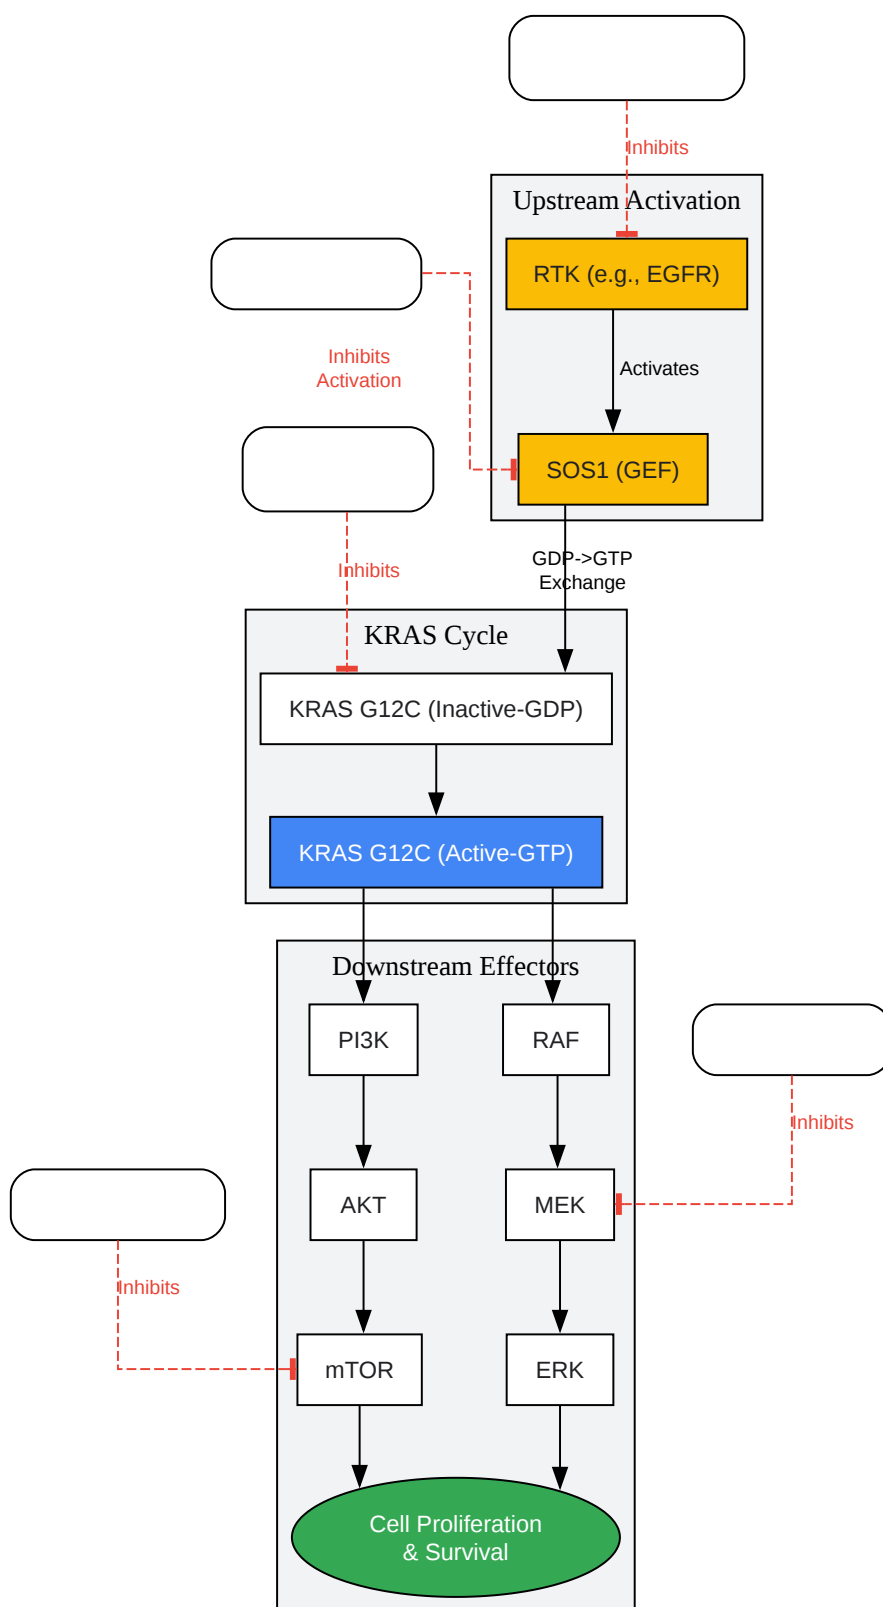 Inhibits
Upstream Activation
RTK (e.g., EGFR)
Inhibits
Activation
Activates
SOS1 (GEF)
GDP->GTP
Exchange
Inhibits
KRAS Cycle
KRAS G12C (Inactive-GDP)
KRAS G12C (Active-GTP)
Downstream Effectors
PI3K
RAF
Inhibits
AKT
MEK
Inhibits
mTOR
ERK
Cell Proliferation
& Survival